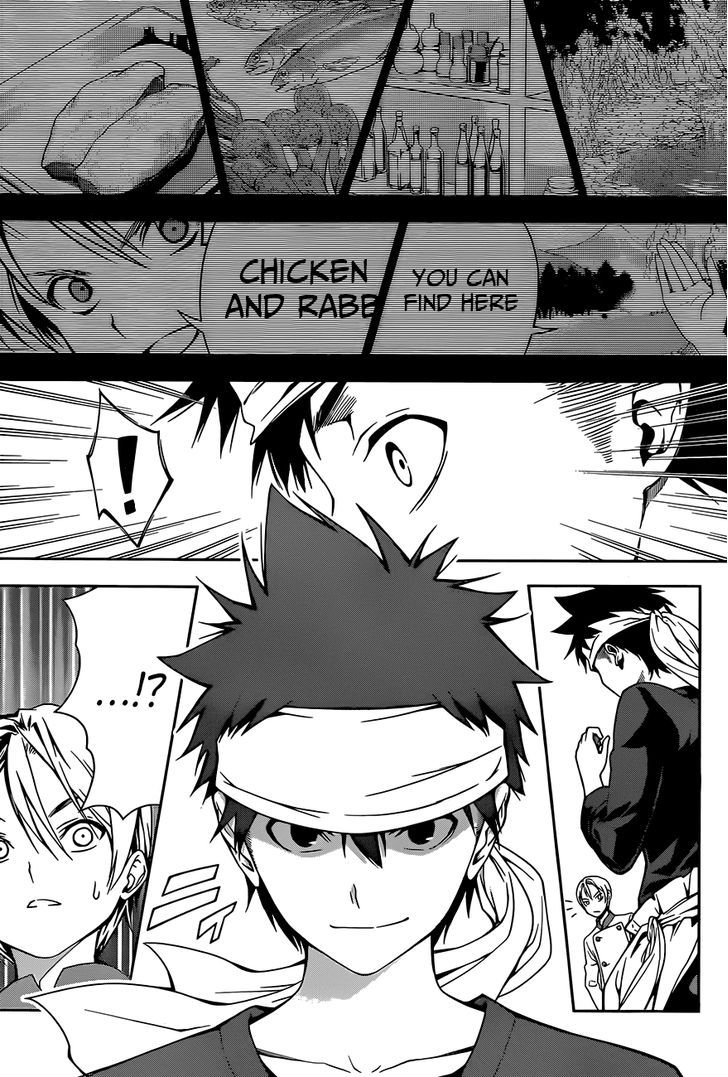 YOU CAN
FIND HERE
CHICKEN
AND RABB
!
.....!?